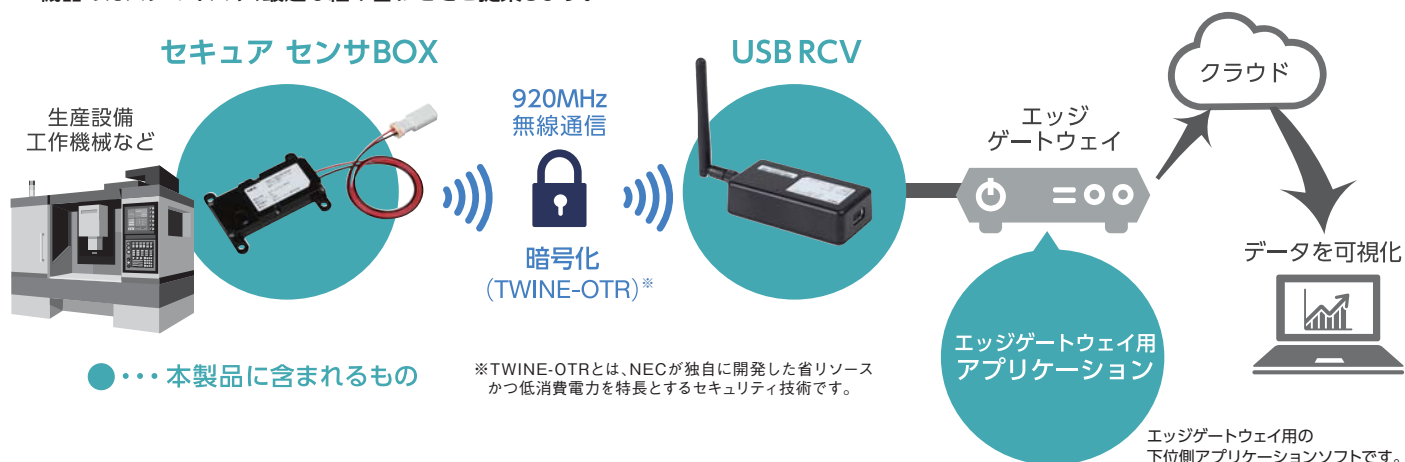 セキュア センサBOX
USB RCV
生産設備
工作機械など
920MHz
無線通信
暗号化
(TWINE-OTR)※
エッジ
ゲートウェイ
クラウド
データを可視化
エッジゲートウェイ用
アプリケーション
●・・・本製品に含まれるもの
※TWINE-OTRとは、NECが独自に開発した省リソース
かつ低消費電力を特長とするセキュリティ技術です。
エッジゲートウェイ用の
下位側アプリケーションソフトです。